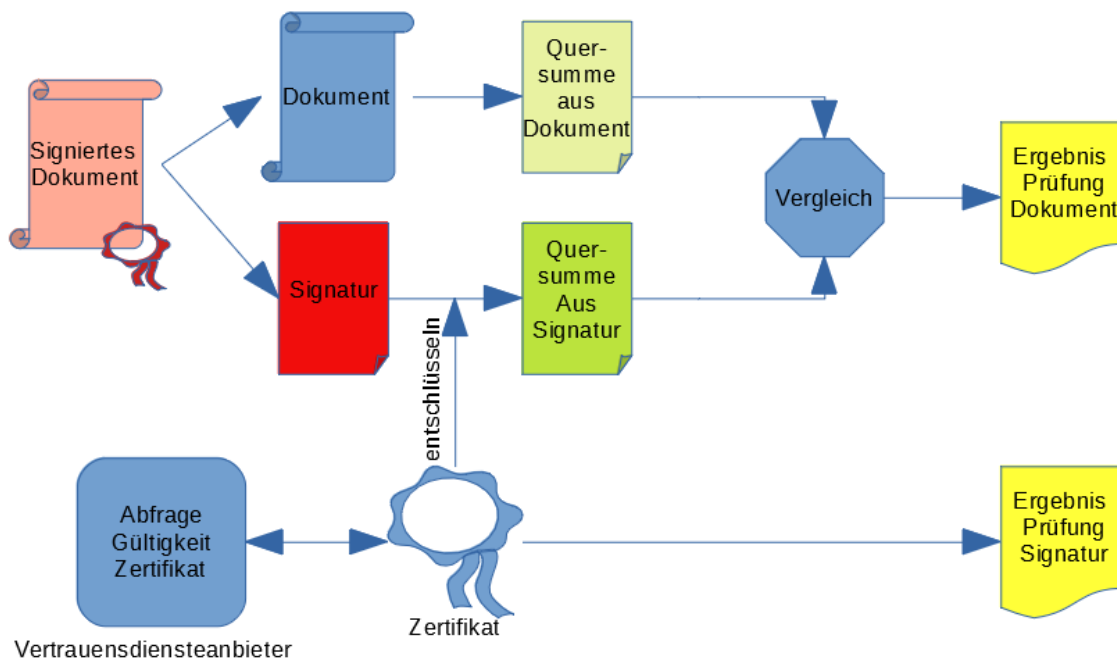 Signiertes
Dokument
Dokument
Quer-
summe
aus
Dokument
Vergleich
Ergebnis
Prüfung
Dokument
Signatur
Quer-
summe
Aus
Signatur
entschlüsseln
Abfrage
Gültigkeit
Zertifikat
Vertrauensdiensteanbieter
Zertifikat
Ergebnis
Prüfung
Signatur